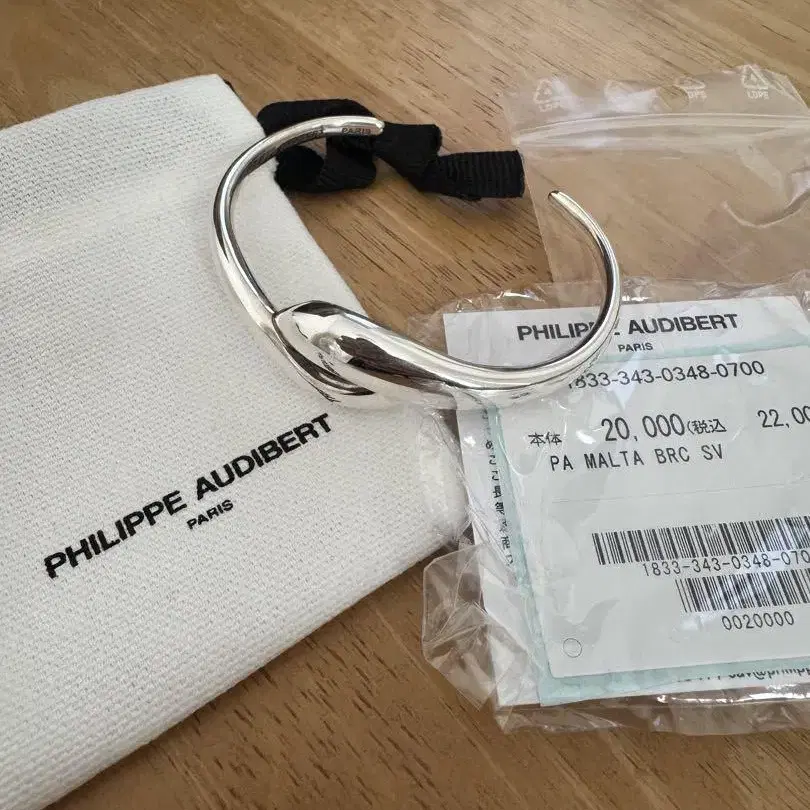 PARIS
LDPE
PHILIPPE AUDIBERT
PARIS
PHILIPPE AUDIBERT
PARIS
1833-343-0348-0700
本体 20,000(税込 22,00
PA MALTA BRC SV
1833-343-0348-070
0020000